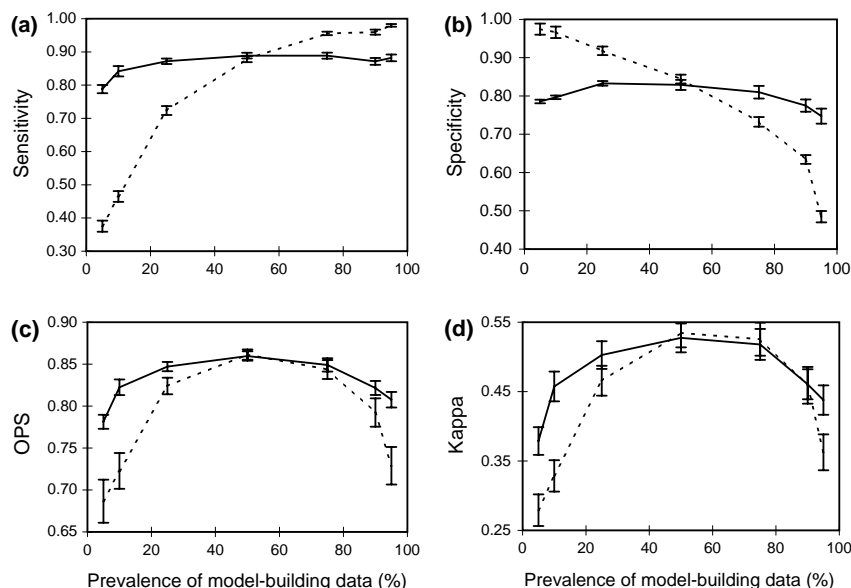 (a)
1.00
0.90
0.80
0.70
0.60
0.50
0.40
0.30
Sensitivity
0 20 40 60 80 100
(b)
1.00
0.90
0.80
0.70
0.60
0.50
0.40
Specificity
0 20 40 60 80 100
(c)
0.90
0.85
0.80
0.75
0.70
0.65
OPS
0 20 40 60 80 100
Prevalence of model-building data (%)
(d)
0.55
0.45
0.35
0.25
Kappa
0 20 40 60 80 100
Prevalence of model-building data (%)